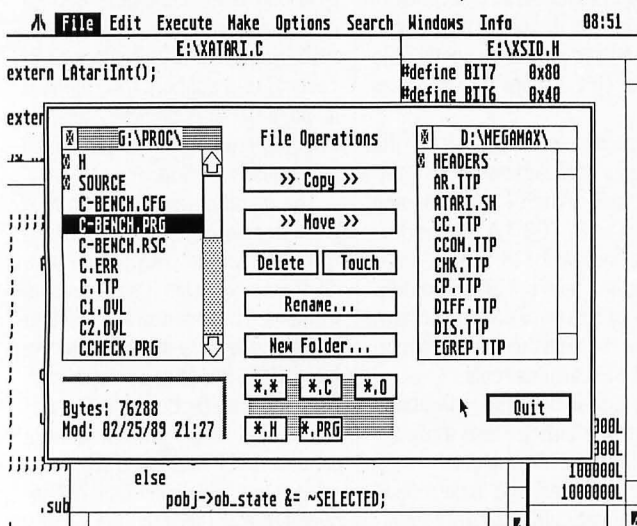 File Edit Execute Make Options Search Windows Info 08:51
E:\XATARI.C E:\XSIO.H
extern LAtariInt(); #define BIT7 0x80
#define BIT6 0x40
exter
G:\PROC\ File Operations D:\MEGAMAX\
H
SOURCE
C-BENCH.CFG
C-BENCH.PRG
C-BENCH.RSC
C.ERR
C.TTP
C1.OVL
C2.OVL
CCHECK.PRG
>> Copy >>
>> Move >>
Delete Touch
Rename...
New Folder...
*.* *.C *.O
*.H *.PRG
HEADERS
AR.TTP
ATARI.SH
CC.TTP
CCOM.TTP
CHK.TTP
CP.TTP
DIFF.TTP
DIS.TTP
EGREP.TTP
Bytes: 76288
Mod: 02/25/89 21:27
Quit
000L
000L
100000L
1000000L
else
pobj->ob_state &= ~SELECTED;
.sub